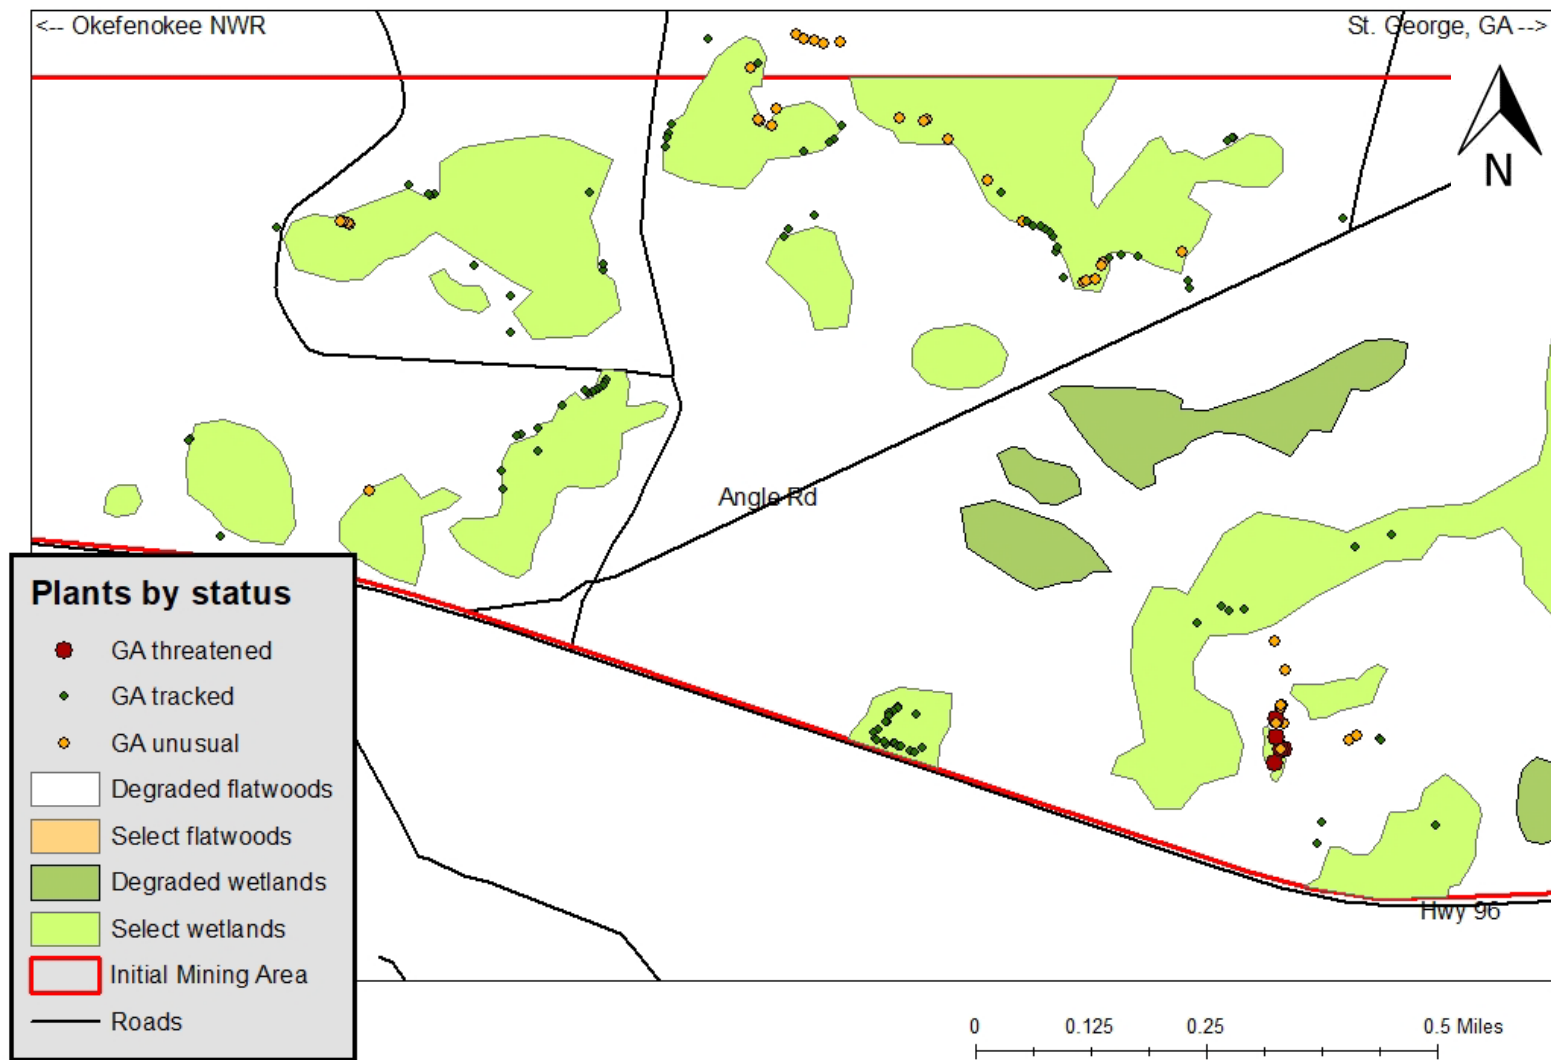 <-- Okefenokee NWR
St. George, GA -->
N
Angle Rd
Plants by status
GA threatened
GA tracked
GA unusual
Degraded flatwoods
Select flatwoods
Degraded wetlands
Select wetlands
Initial Mining Area
Roads
Hwy 96
0 0.125 0.25 0.5 Miles